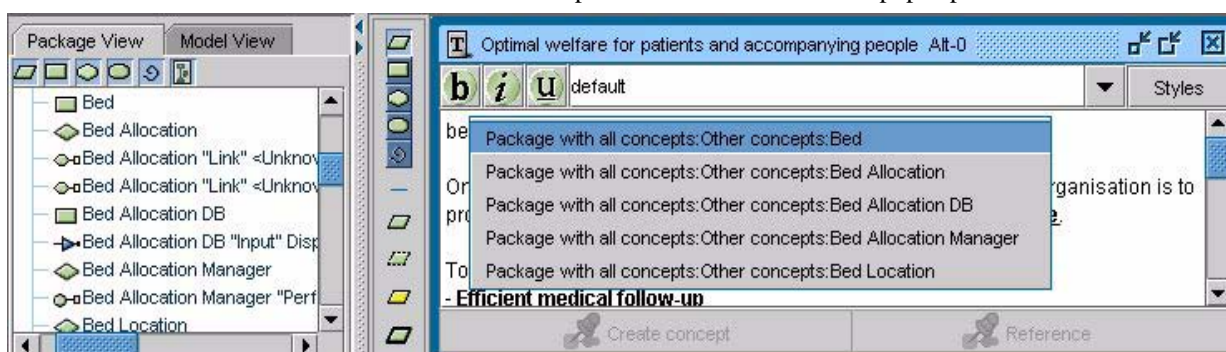 Package View Model View
Bed
Bed Allocation
Bed Allocation "Link" <Unknov
Bed Allocation "Link" <Unknov
Bed Allocation DB
Bed Allocation DB "Input" Disp
Bed Allocation Manager
Bed Allocation Manager "Perf
Bed Location
T Optimal welfare for patients and accompanying people Alt-0
b i u default Styles
be
Package with all concepts:Other concepts:Bed
Package with all concepts:Other concepts:Bed Allocation
Or rganisation is to
Package with all concepts:Other concepts:Bed Allocation DB
pro e.
Package with all concepts:Other concepts:Bed Allocation Manager
To
Package with all concepts:Other concepts:Bed Location
- Efficient medical follow-up
Create concept Reference